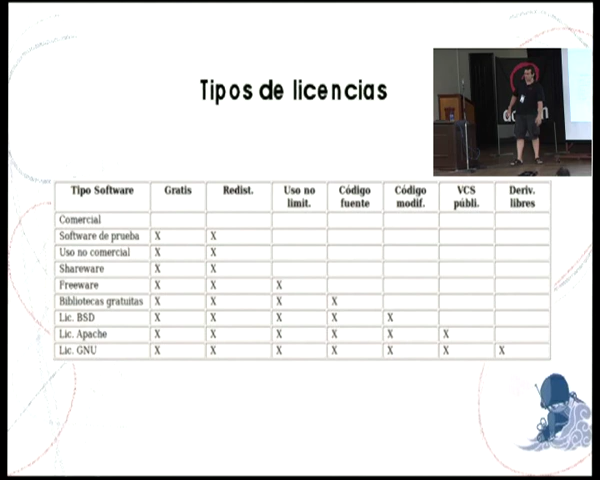 Tipos de licencias
Tipo Software Gratis Redist. Uso no limit. Código fuente Código modif. VCS públi. Deriv. libres
Comercial
Software de prueba X X
Uso no comercial X X
Shareware X X
Freeware X X X
Bibliotecas gratuitas X X X X
Lic. BSD X X X X X
Lic. Apache X X X X X X
Lic. GNU X X X X X X X